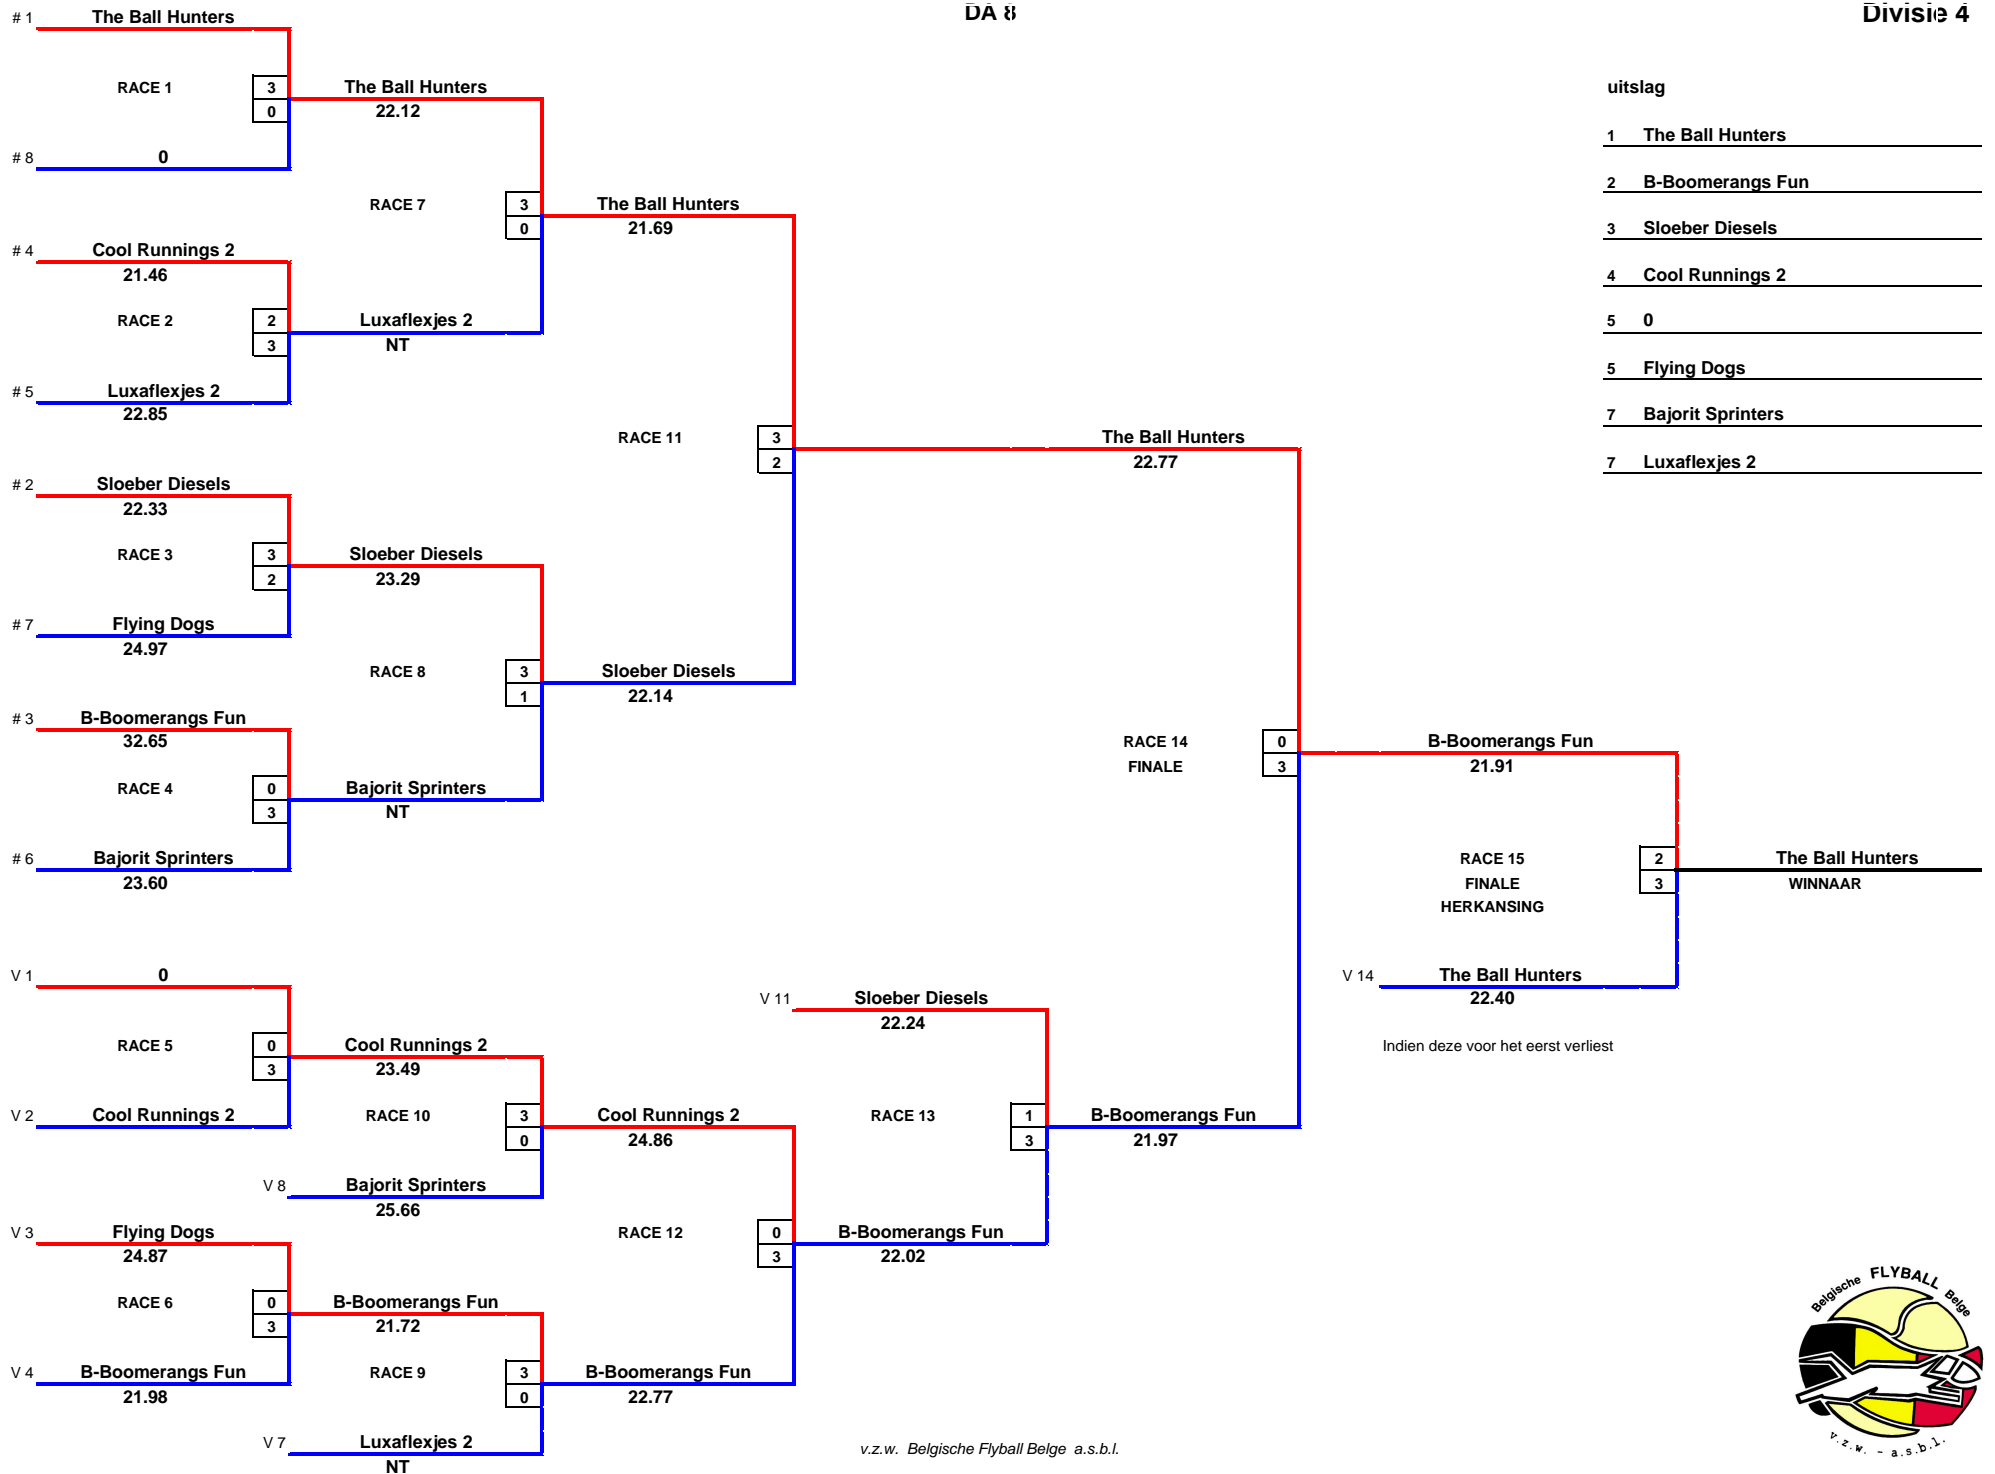 # 1 The Ball Hunters DA 8 Divisie 4
RACE 1 3 The Ball Hunters uitslag
0 22.12
1 The Ball Hunters
# 8 0
2 B-Boomerangs Fun
RACE 7 3 The Ball Hunters
0 21.69 3 Sloeber Diesels
# 4 Cool Runnings 2
21.46 4 Cool Runnings 2
RACE 2 2 Luxaflexjes 2 5 0
3 NT
5 Flying Dogs
# 5 Luxaflexjes 2
22.85 7 Bajorit Sprinters
RACE 11 3 The Ball Hunters
2 22.77 7 Luxaflexjes 2
# 2 Sloeber Diesels
22.33
RACE 3 3 Sloeber Diesels
2 23.29
# 7 Flying Dogs
24.97
RACE 8 3 Sloeber Diesels
1 22.14
# 3 B-Boomerangs Fun
32.65 RACE 14 0 B-Boomerangs Fun
FINALE 3 21.91
RACE 4 0 Bajorit Sprinters
3 NT
# 6 Bajorit Sprinters RACE 15 2 The Ball Hunters
23.60 FINALE 3 WINNAAR
HERKANSING
V 1 0 V 14 The Ball Hunters
V 11 Sloeber Diesels 22.40
22.24
RACE 5 0 Cool Runnings 2 Indien deze voor het eerst verliest
3 23.49
V 2 Cool Runnings 2 RACE 10 3 Cool Runnings 2 RACE 13 1 B-Boomerangs Fun
0 24.86 3 21.97
V 8 Bajorit Sprinters
25.66
V 3 Flying Dogs RACE 12 0 B-Boomerangs Fun
24.87 3 22.02
RACE 6 0 B-Boomerangs Fun
3 21.72
V 4 B-Boomerangs Fun RACE 9 3 B-Boomerangs Fun
21.98 0 22.77
V 7 Luxaflexjes 2
NT
v.z.w. Belgische Flyball Belge a.s.b.l.
Belgische FLYBALL Belge
v.z.w. - a.s.b.l.